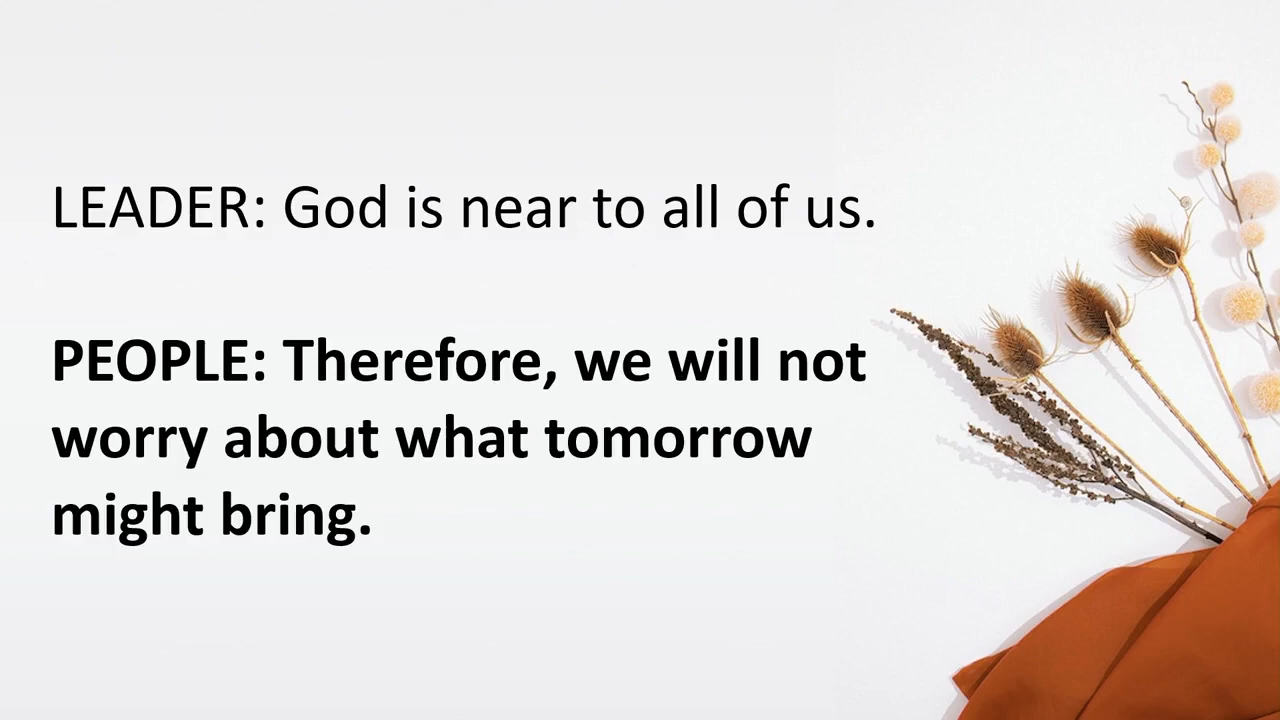 LEADER: God is near to all of us.
PEOPLE: Therefore, we will not
worry about what tomorrow
might bring.